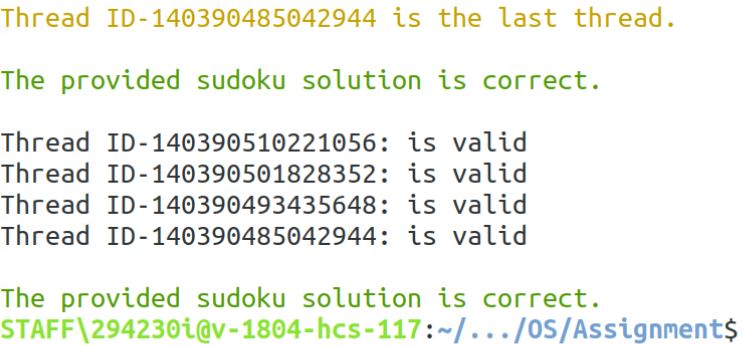 Thread ID-140390485042944 is the last thread.
The provided sudoku solution is correct.
Thread ID-140390510221056: is valid
Thread ID-140390501828352: is valid
Thread ID-140390493435648: is valid
Thread ID-140390485042944: is valid
The provided sudoku solution is correct.
STAFF\294230i@v-1804-hcs-117:~/.../OS/Assignment$